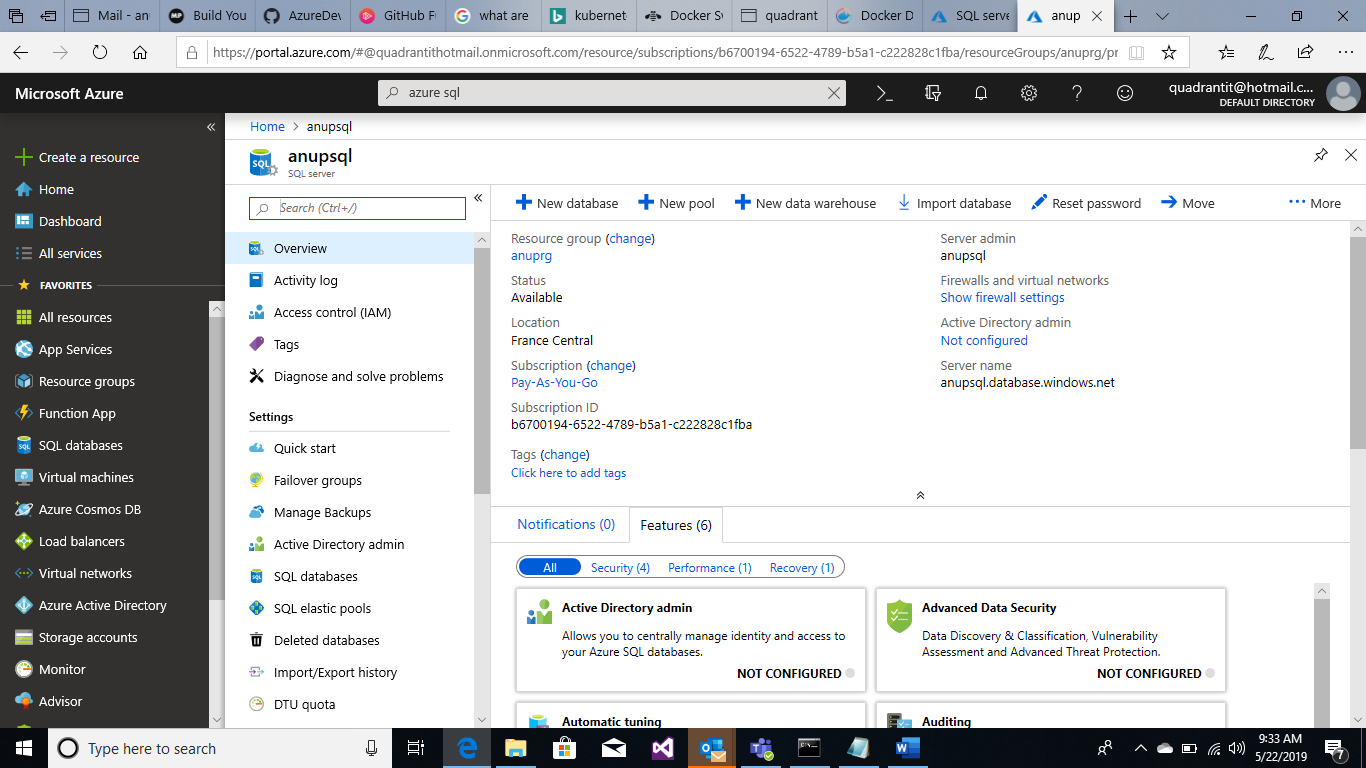 Mail - an
Build You
AzureDev
GitHub F
what are
kubernet
Docker Sv
quadrant
Docker D
SQL serve
anup
https://portal.azure.com/#@quadrantithotmail.onmicrosoft.com/resource/subscriptions/b6700194-6522-4789-b5a1-c222828c1fba/resourceGroups/anuprg/pr
Microsoft Azure
azure sql
quadrantit@hotmail.c...
DEFAULT DIRECTORY
Create a resource
Home
Dashboard
All services
FAVORITES
All resources
App Services
Resource groups
Function App
SQL databases
Virtual machines
Azure Cosmos DB
Load balancers
Virtual networks
Azure Active Directory
Storage accounts
Monitor
Advisor
Home > anupsql
anupsql
SQL server
Search (Ctrl+/)
Overview
Activity log
Access control (IAM)
Tags
Diagnose and solve problems
Settings
Quick start
Failover groups
Manage Backups
Active Directory admin
SQL databases
SQL elastic pools
Deleted databases
Import/Export history
DTU quota
New database New pool New data warehouse Import database Reset password Move ... More
Resource group (change)
anuprg
Status
Available
Location
France Central
Subscription (change)
Pay-As-You-Go
Subscription ID
b6700194-6522-4789-b5a1-c222828c1fba
Tags (change)
Click here to add tags
Server admin
anupsql
Firewalls and virtual networks
Show firewall settings
Active Directory admin
Not configured
Server name
anupsql.database.windows.net
Notifications (0) Features (6)
All Security (4) Performance (1) Recovery (1)
Active Directory admin
Allows you to centrally manage identity and access to
your Azure SQL databases.
NOT CONFIGURED
Advanced Data Security
Data Discovery & Classification, Vulnerability
Assessment and Advanced Threat Protection.
NOT CONFIGURED
Automatic tuning
Auditing
Type here to search
9:33 AM
5/22/2019
7